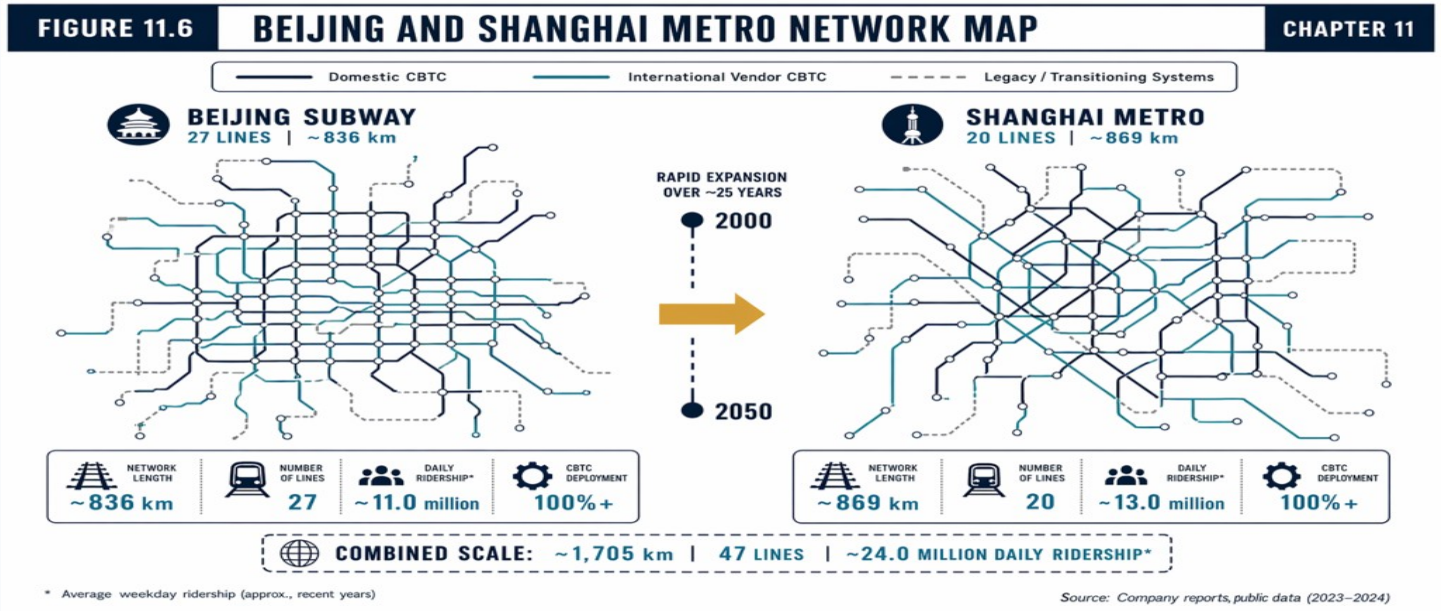 FIGURE 11.6
BEIJING AND SHANGHAI METRO NETWORK MAP
CHAPTER 11
Domestic CBTC
International Vendor CBTC
Legacy / Transitioning Systems
BEIJING SUBWAY
27 LINES | ~836 km
SHANGHAI METRO
20 LINES | ~869 km
RAPID EXPANSION
OVER ~25 YEARS
2000
2050
NETWORK
LENGTH
~836 km
NUMBER
OF LINES
27
DAILY
RIDERSHIP*
~11.0 million
CBTC
DEPLOYMENT
100%+
NETWORK
LENGTH
~869 km
NUMBER
OF LINES
20
DAILY
RIDERSHIP*
~13.0 million
CBTC
DEPLOYMENT
100%+
COMBINED SCALE: ~1,705 km | 47 LINES | ~24.0 MILLION DAILY RIDERSHIP*
* Average weekday ridership (approx., recent years)
Source: Company reports, public data (2023–2024)